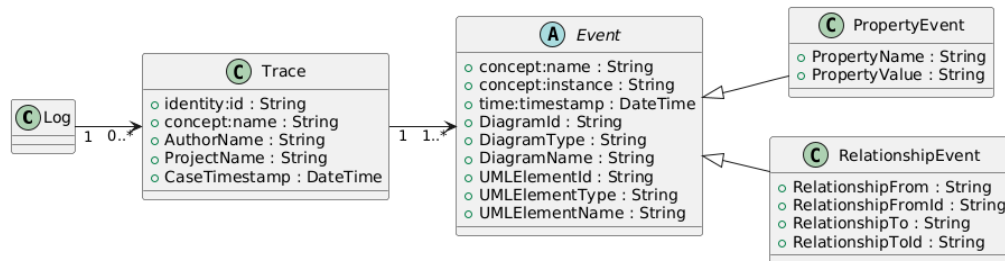 C Log
1 0..*
C Trace
identity:id : String
concept:name : String
AuthorName : String
ProjectName : String
CaseTimestamp : DateTime
1 1..*
A Event
concept:name : String
concept:instance : String
time:timestamp : DateTime
DiagramId : String
DiagramType : String
DiagramName : String
UMLElementId : String
UMLElementType : String
UMLElementName : String
C PropertyEvent
PropertyName : String
PropertyValue : String
C RelationshipEvent
RelationshipFrom : String
RelationshipFromId : String
RelationshipTo : String
RelationshipToId : String